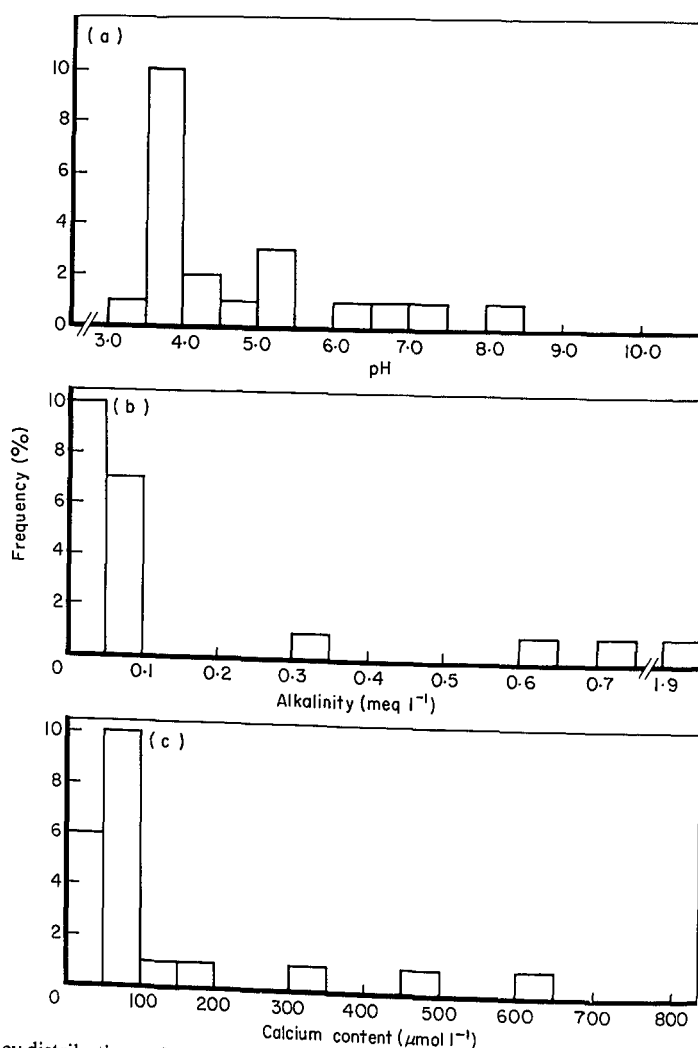 (a)
10
8
6
4
2
0
3·0 4·0 5·0 6·0 7·0 8·0 9·0 10·0
pH
Frequency (%)
10
(b)
8
6
4
2
0
0·1 0·2 0·3 0·4 0·5 0·6 0·7 1·9
Alkalinity (meq l⁻¹)
10
(c)
8
6
4
2
0
100 200 300 400 500 600 700 800
Calcium content (μmol l⁻¹)